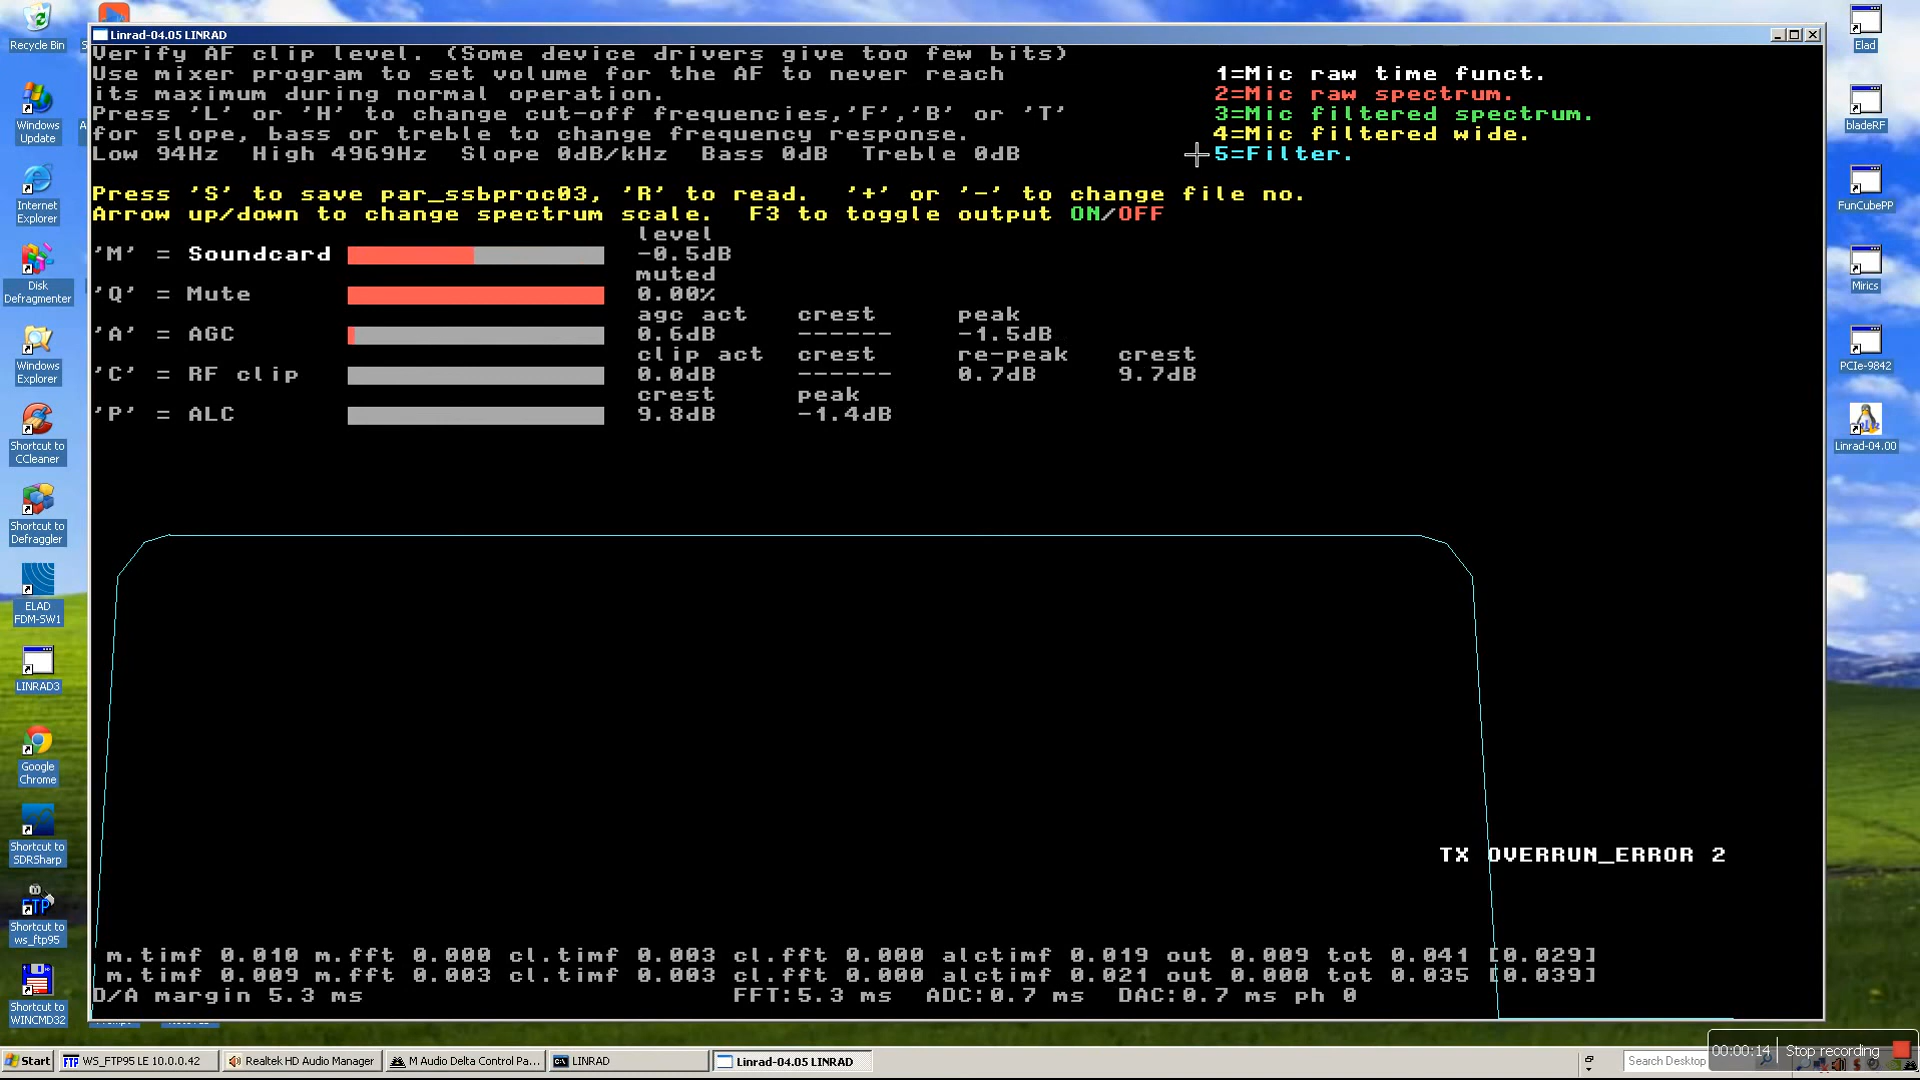 Linrad-04.05 LINRAD
Verify AF clip level. (Some device drivers give too few bits)
Use mixer program to set volume for the AF to never reach
its maximum during normal operation.
Press 'L' or 'H' to change cut-off frequencies,'F','B' or 'T'
for slope, bass or treble to change frequency response.
Low 94Hz High 4969Hz Slope 0dB/kHz Bass 0dB Treble 0dB
1=Mic raw time funct.
2=Mic raw spectrum.
3=Mic filtered spectrum.
4=Mic filtered wide.
5=Filter.
Press 'S' to save par_ssbproc03, 'R' to read. '+' or '-' to change file no.
Arrow up/down to change spectrum scale. F3 to toggle output ON/OFF
level
'M' = Soundcard -0.5dB
muted
'Q' = Mute 0.00%
agc act crest peak
'A' = AGC 0.6dB ------ -1.5dB
clip act crest re-peak crest
'C' = RF clip 0.0dB ------ 0.7dB 9.7dB
crest peak
'P' = ALC 9.8dB -1.4dB
TX OVERRUN_ERROR 2
m.timf 0.010 m.fft 0.000 cl.timf 0.003 cl.fft 0.000 alctimf 0.019 out 0.009 tot 0.041 [0.029]
m.timf 0.009 m.fft 0.003 cl.timf 0.003 cl.fft 0.000 alctimf 0.021 out 0.000 tot 0.035 [0.039]
D/A margin 5.3 ms FFT:5.3 ms ADC:0.7 ms DAC:0.7 ms ph 0
Recycle Bin
Windows
Update
Internet
Explorer
Disk
Defragmenter
Windows
Explorer
Shortcut to
CCleaner
Shortcut to
Defraggler
ELAD
FDM-SW1
LINRAD3
Google
Chrome
Shortcut to
SDRSharp
FTP
Shortcut to
ws_ftp95
Shortcut to
WINCMD32
Elad
bladeRF
FunCubePP
Mirics
PCIe-9842
Linrad-04.00
Start
FTP WS_FTP95 LE 10.0.0.42
Realtek HD Audio Manager
M Audio Delta Control Pa...
LINRAD
Linrad-04.05 LINRAD
Search Desktop
00:00:14
Stop recording